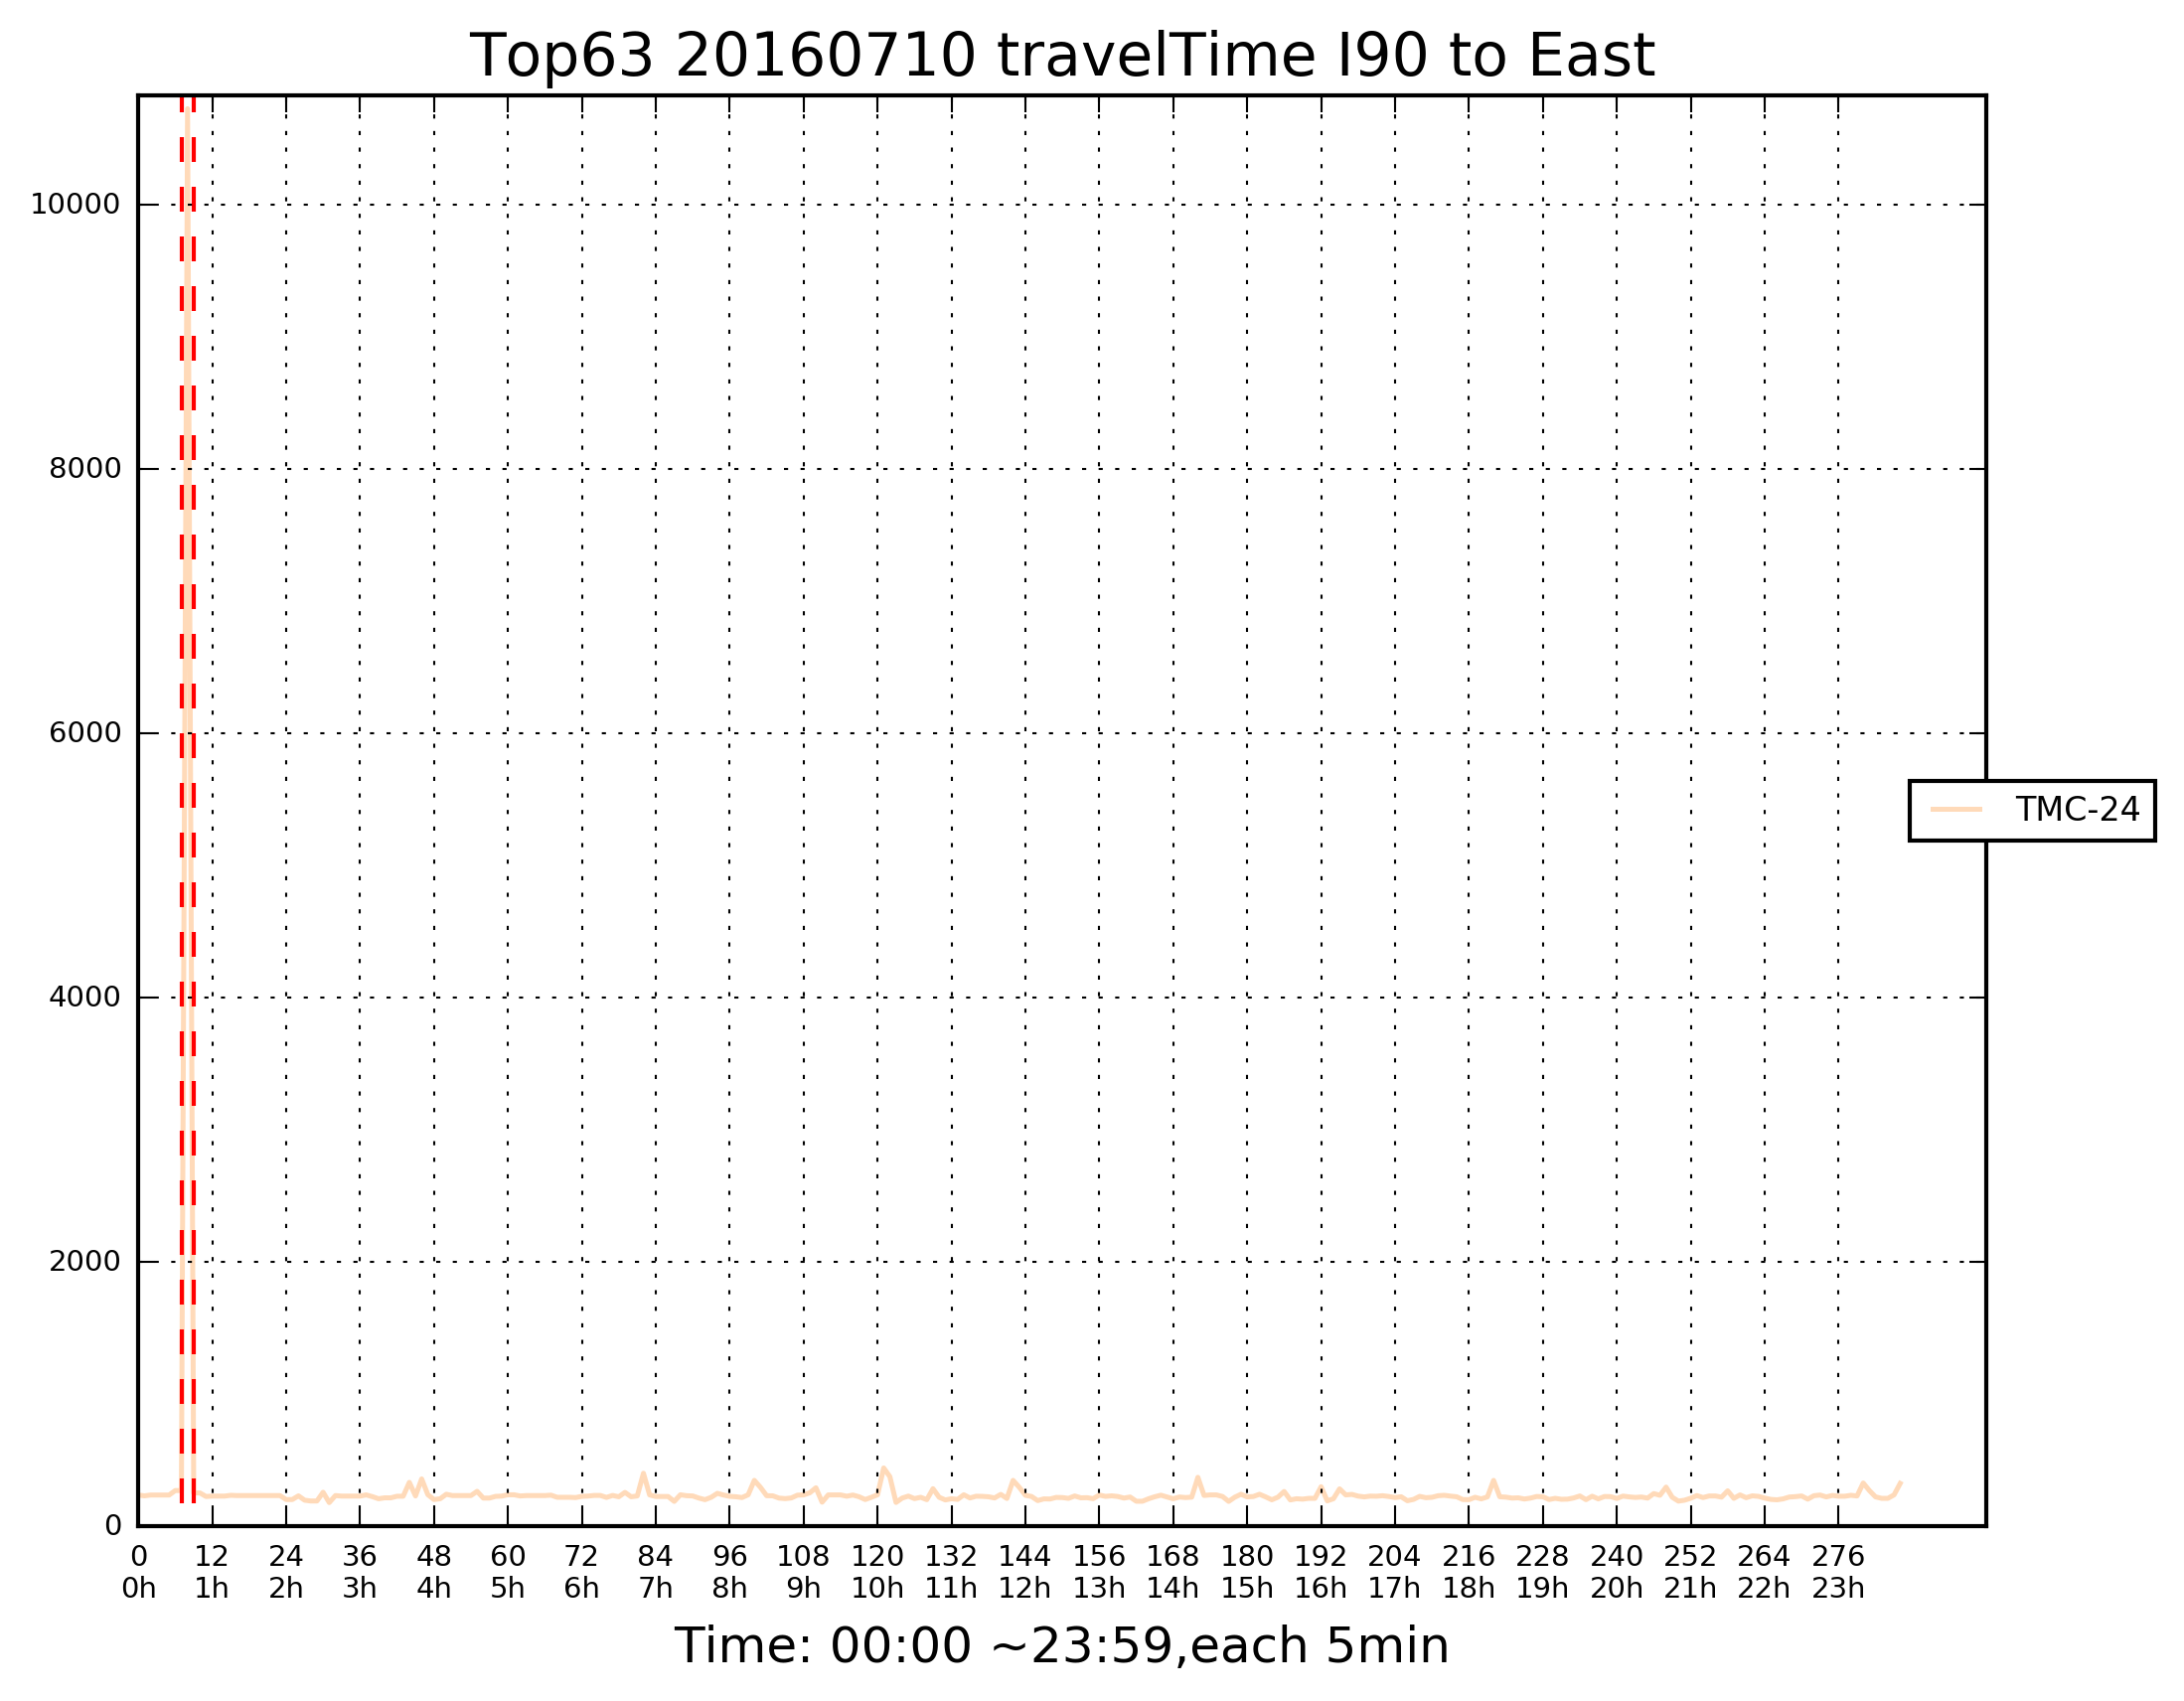 Top63 20160710 travelTime I90 to East
10000
8000
6000
4000
2000
0
TMC-24
0 12 24 36 48 60 72 84 96 108 120 132 144 156 168 180 192 204 216 228 240 252 264 276
0h 1h 2h 3h 4h 5h 6h 7h 8h 9h 10h 11h 12h 13h 14h 15h 16h 17h 18h 19h 20h 21h 22h 23h
Time: 00:00 ~23:59,each 5min